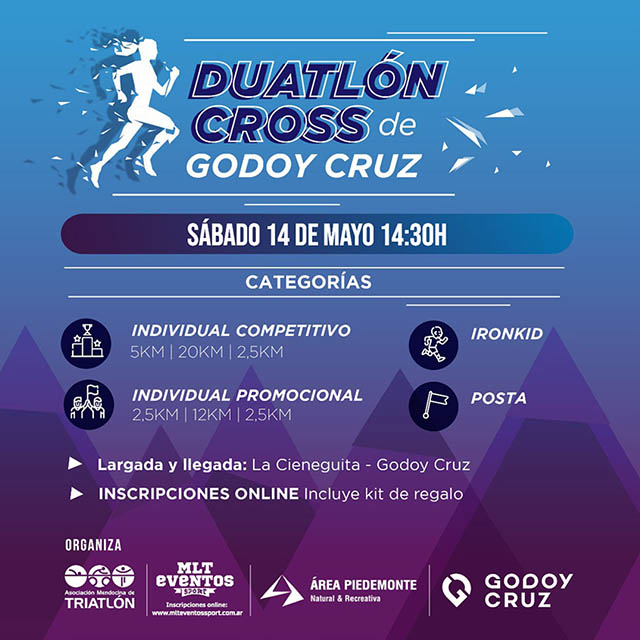 DUATLÓN
CROSS de
GODOY CRUZ
SÁBADO 14 DE MAYO 14:30H
CATEGORÍAS
INDIVIDUAL COMPETITIVO
5KM | 20KM | 2,5KM
IRONKID
INDIVIDUAL PROMOCIONAL
2,5KM | 12KM | 2,5KM
POSTA
Largada y llegada: La Cieneguita - Godoy Cruz
INSCRIPCIONES ONLINE Incluye kit de regalo
ORGANIZA
Asociación Mendocina de
TRIATLÓN
MLT
eventos
SPORT
Inscripciones online:
www.mlteventossport.com.ar
ÁREA PIEDEMONTE
Natural & Recreativa
GODOY
CRUZ